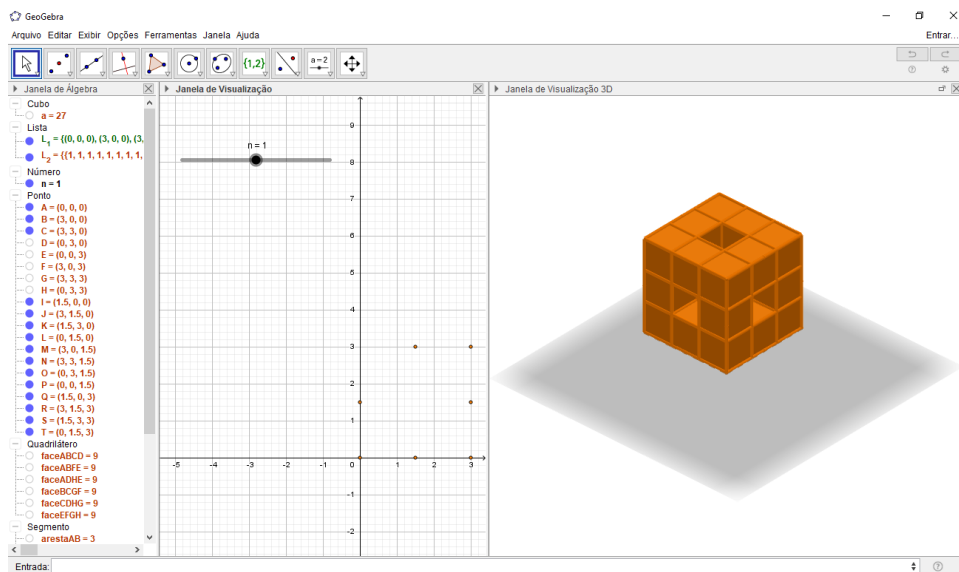 GeoGebra
Arquivo Editar Exibir Opções Ferramentas Janela Ajuda
Entrar...
{1,2}
a=2
Janela de Álgebra
Janela de Visualização
Janela de Visualização 3D
Cubo
a = 27
Lista
L1 = {(0, 0, 0), (3, 0, 0), (3,
L2 = {{1, 1, 1, 1, 1, 1, 1, 1,
Número
n = 1
Ponto
A = (0, 0, 0)
B = (3, 0, 0)
C = (3, 3, 0)
D = (0, 3, 0)
E = (0, 0, 3)
F = (3, 0, 3)
G = (3, 3, 3)
H = (0, 3, 3)
I = (1.5, 0, 0)
J = (3, 1.5, 0)
K = (1.5, 3, 0)
L = (0, 1.5, 0)
M = (3, 0, 1.5)
N = (3, 3, 1.5)
O = (0, 3, 1.5)
P = (0, 0, 1.5)
Q = (1.5, 0, 3)
R = (3, 1.5, 3)
S = (1.5, 3, 3)
T = (0, 1.5, 3)
Quadrilátero
faceABCD = 9
faceABFE = 9
faceADHE = 9
faceBCGF = 9
faceCDHG = 9
faceEFGH = 9
Segmento
arestaAB = 3
n = 1
9
8
7
6
5
4
3
2
1
-5 -4 -3 -2 -1 0 1 2 3
-1
-2
Entrada: